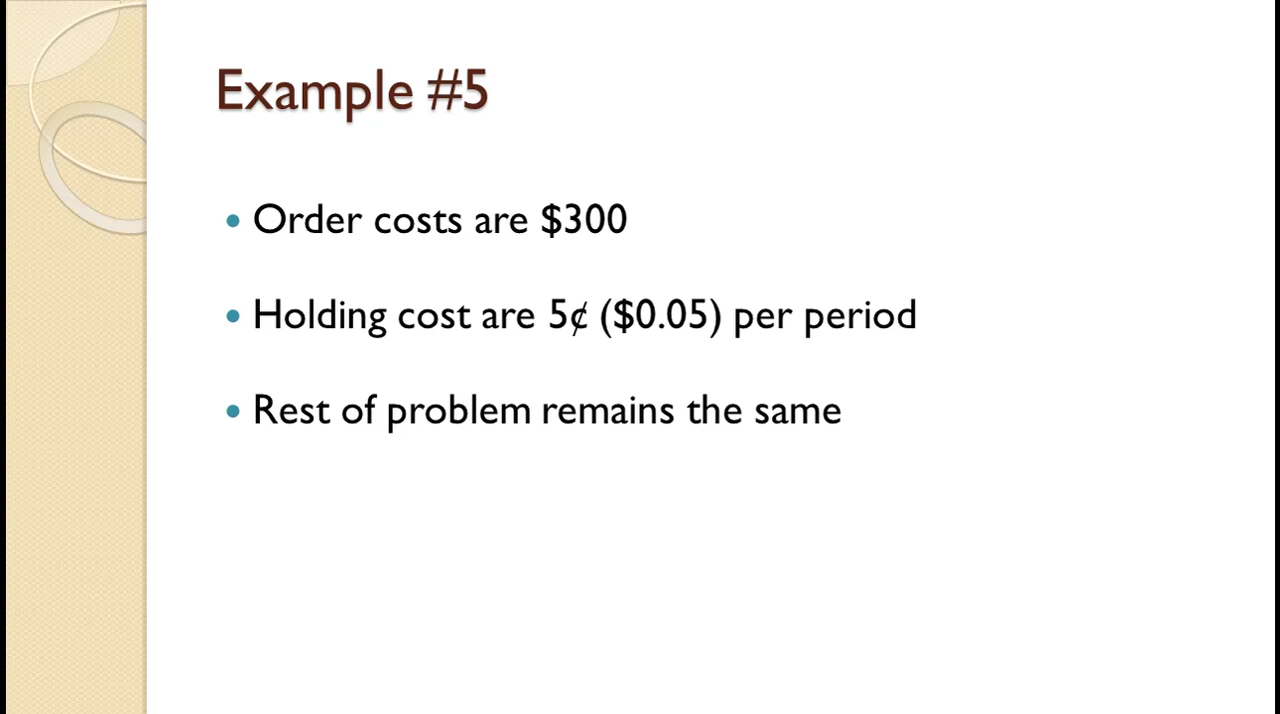 Example #5
• Order costs are $300
• Holding cost are 5¢ ($0.05) per period
• Rest of problem remains the same